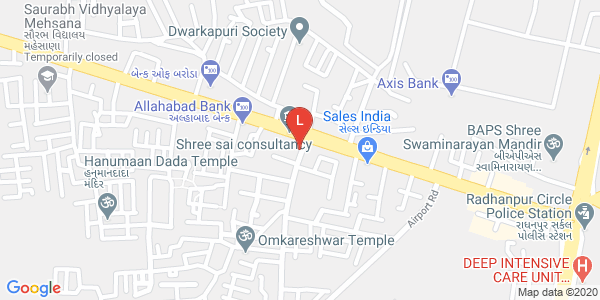 Saurabh Vidhyalaya
Mehsana
સૌરભ વિદ્યાલય
મહેસાણા
Temporarily closed
Dwarkapuri Society
બેન્ક ઓફ બરોડા
Axis Bank
Allahabad Bank
અલ્હાબાદ બેન્ક
L
Sales India
સેલ્સ ઇન્ડિયા
Shree sai consultancy
BAPS Shree
Swaminarayan Mandir
બીએપીએસ
સ્વામિનારાયણ...
Hanumaan Dada Temple
હનમાનદાદા
મંદિર
Airport Rd
Radhanpur Circle
Police Station
રાધનપુર સર્કલ
પોલીસ સ્ટેશન
Omkareshwar Temple
DEEP INTENSIVE
CARE UNIT...
Google
Map data ©2020